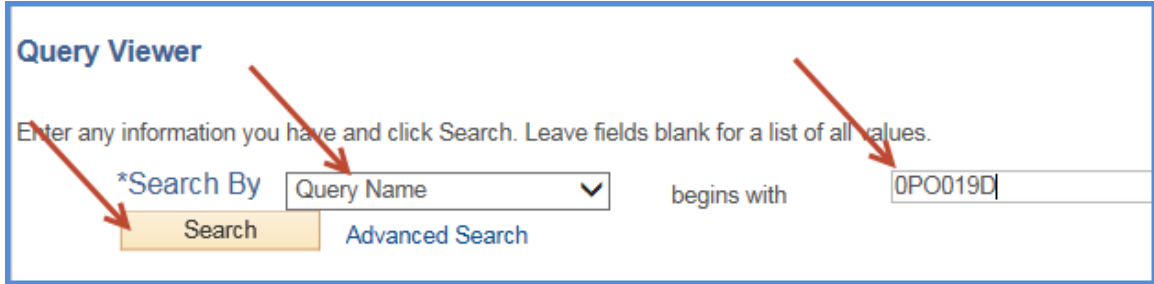 Query Viewer
Enter any information you have and click Search. Leave fields blank for a list of all values.
*Search By Query Name begins with 0PO019D
Search Advanced Search